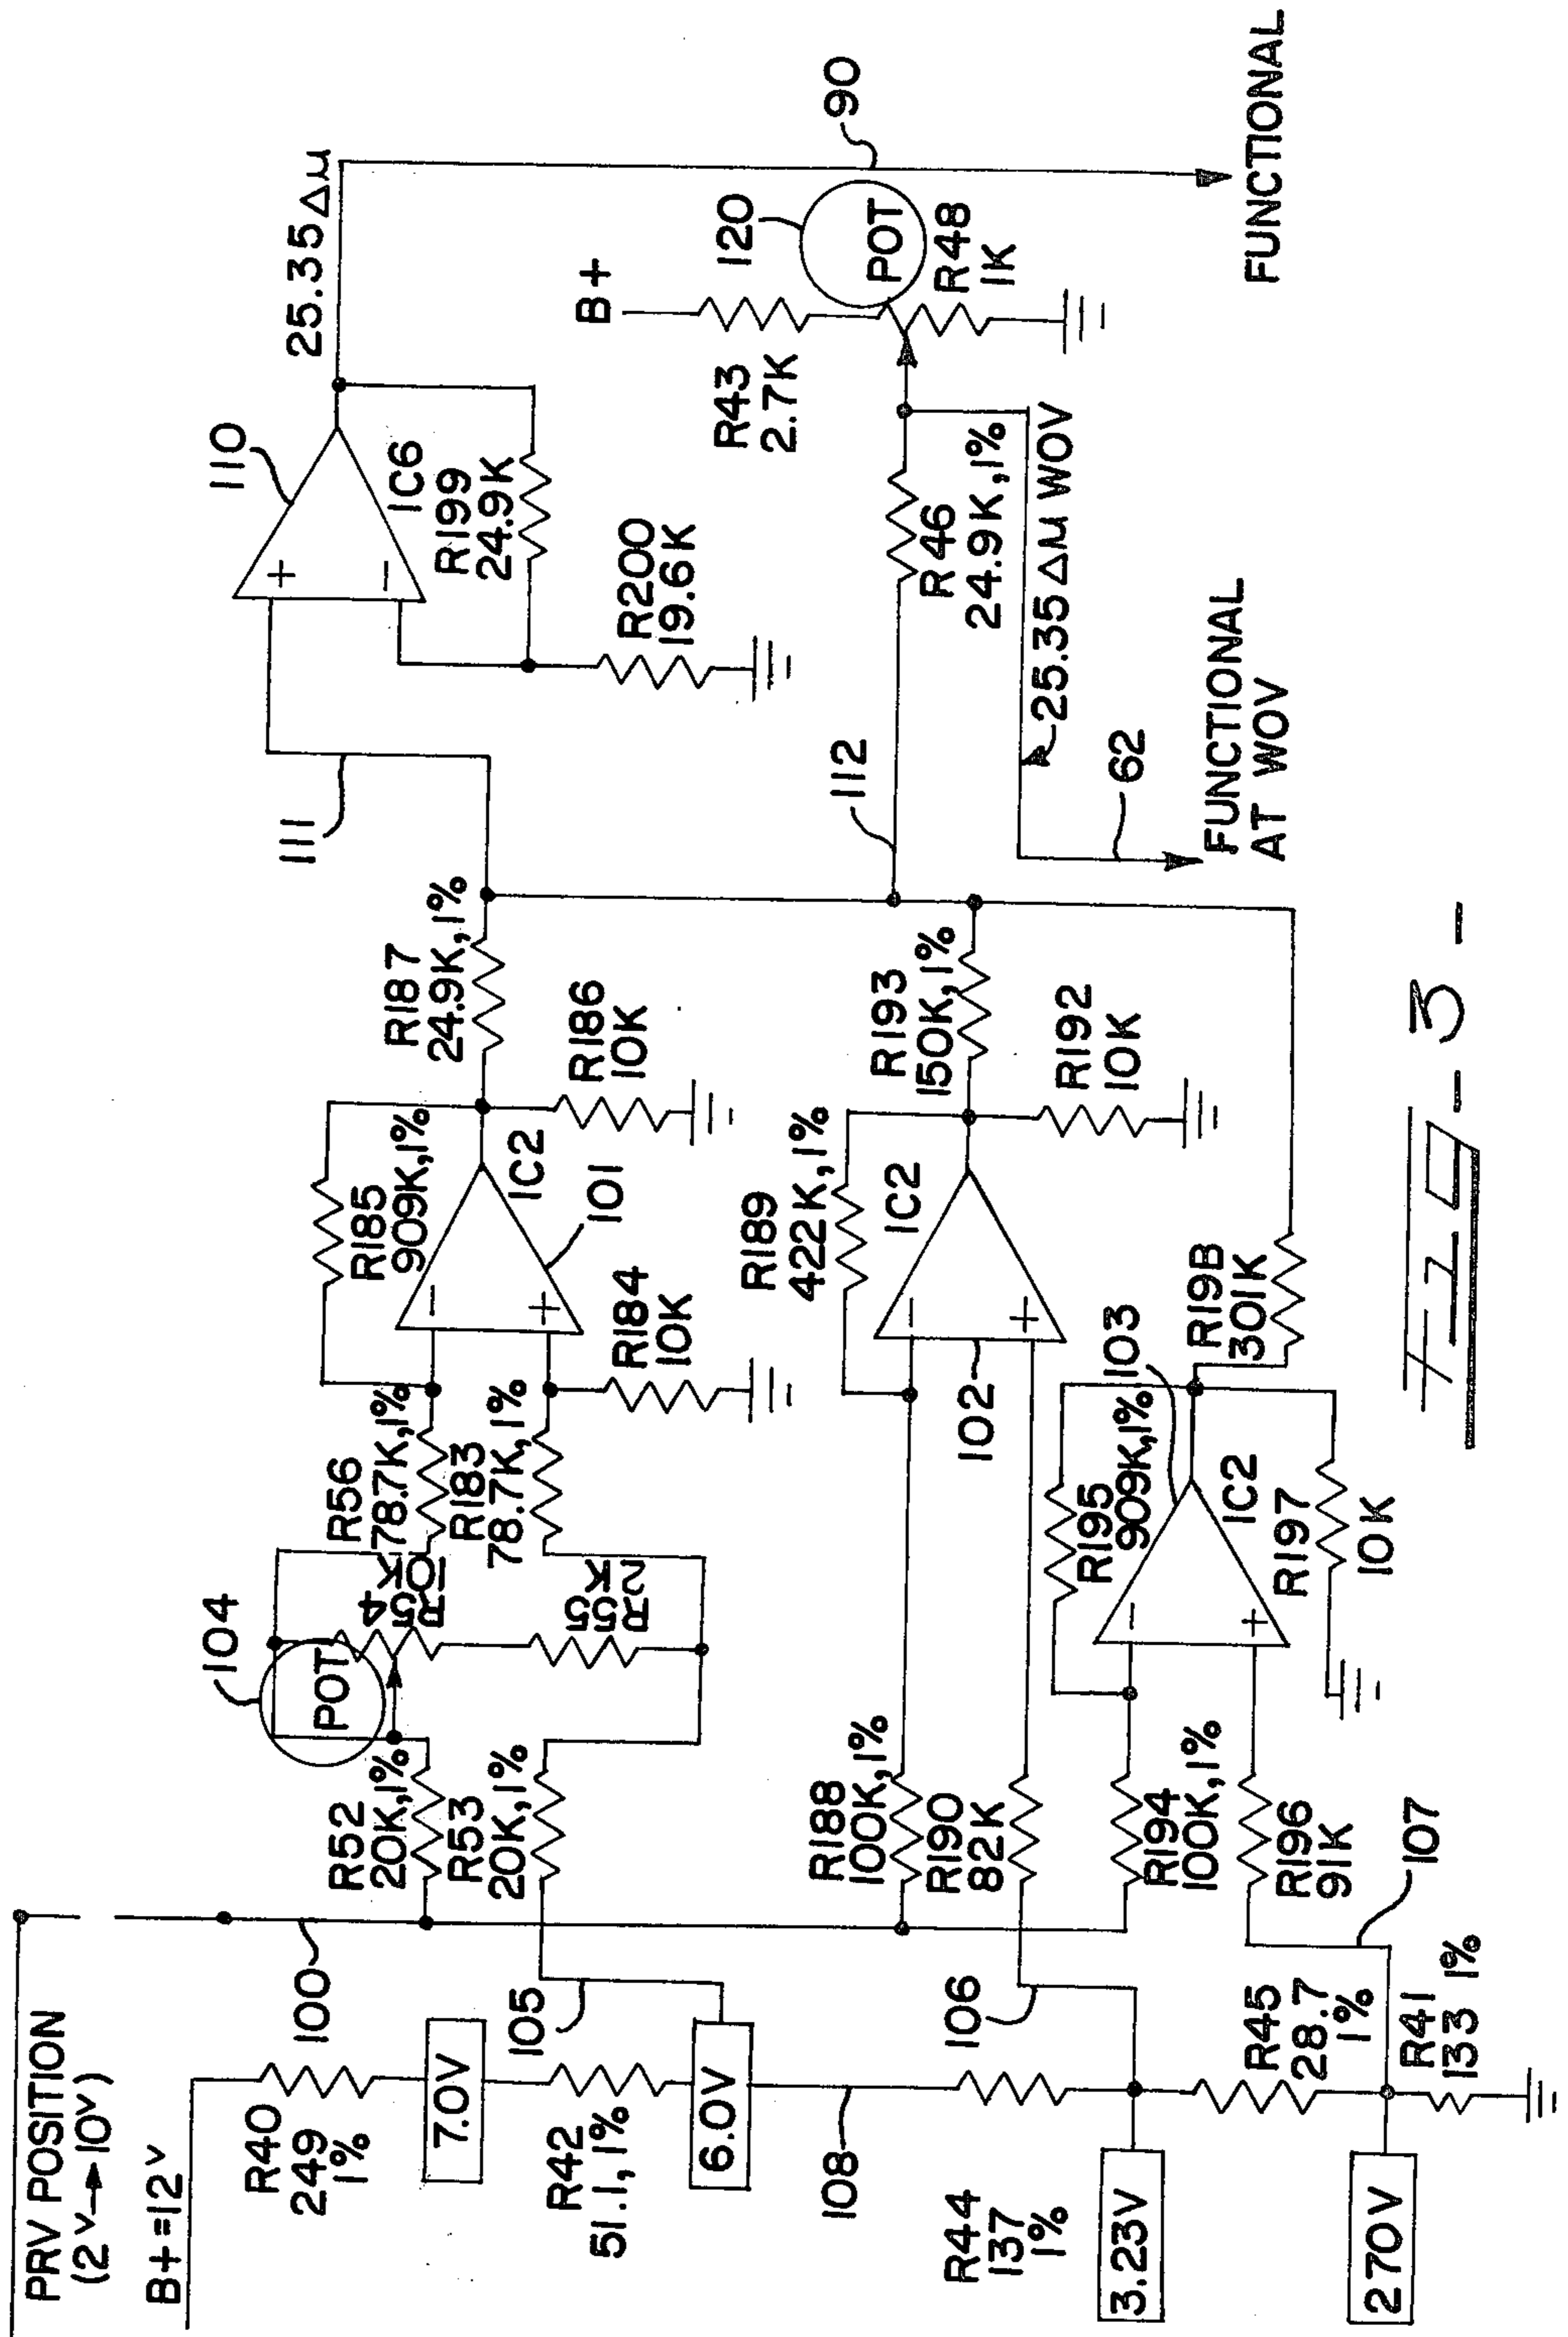 PRV POSITION
(2V→10V)
B+=12V
R40
249
1%
7.0V
R42
51.1,1%
6.0V
108
R44
137
1%
3.23V
R45
28.7
1%
270V
R41
133 1%
100
105
106
107
R52
20K,1%
R53
20K,1%
104
POT
R54
10K
R55
2K
R56
78.7K,1%
R183
78.7K,1%
R184
10K
R185
909K,1%
1C2
101
R186
10K
R187
24.9K,1%
R188
100K,1%
R190
82K
R189
422K,1%
1C2
102
R193
150K,1%
R192
10K
R194
100K,1%
R196
91K
R195
909K,1%
103
1C2
R197
10K
R19B
301K
111
112
110
1C6
R199
24.9K
R200
19.6K
25.35Δμ
B+
R43
2.7K
120
POT
R48
1K
90
R46
24.9K,1%
25.35ΔμWOV
62
FUNCTIONAL
AT WOV
FUNCTIONAL
+
−
−
+
−
+
−
+
FIG-3-